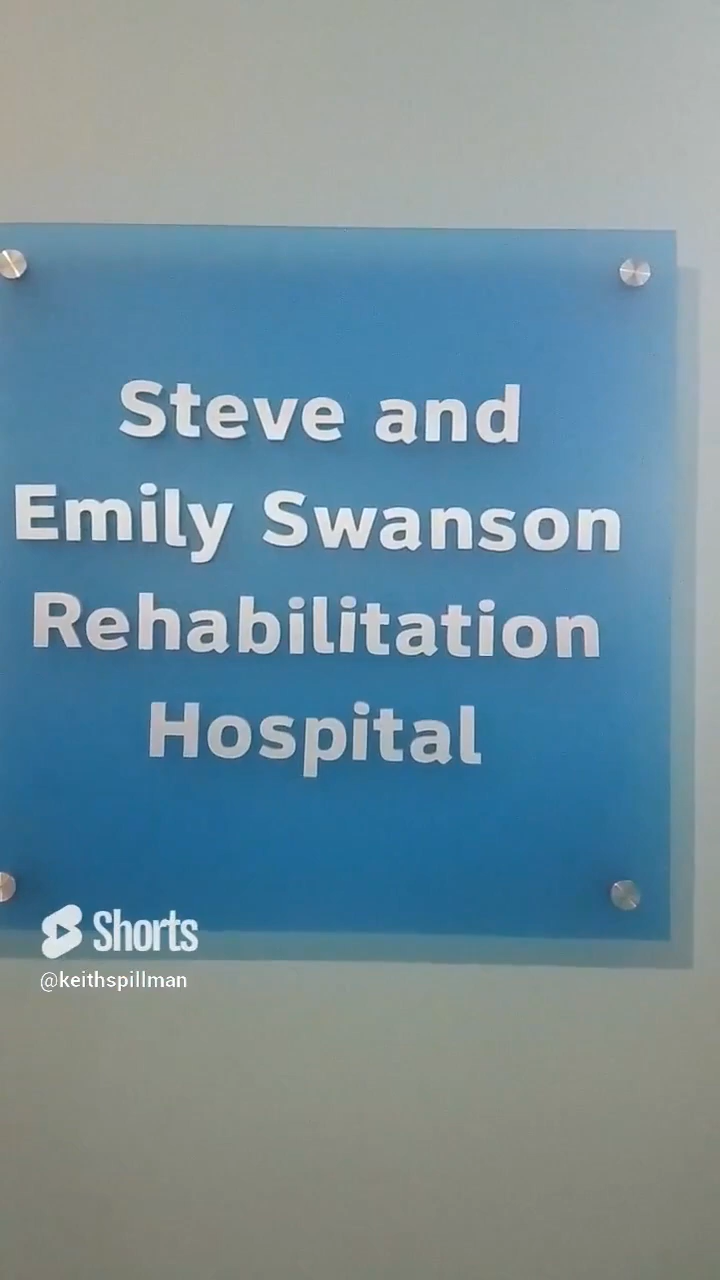 Steve and
Emily Swanson
Rehabilitation
Hospital
Shorts
@keithspillman